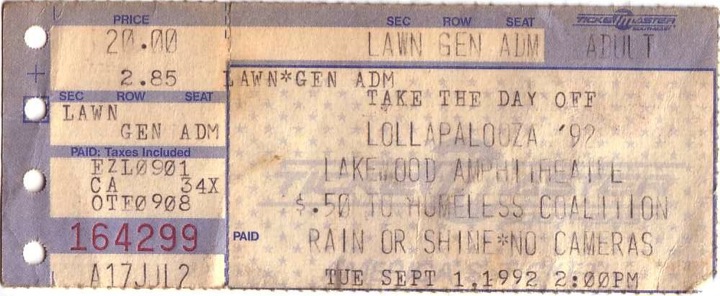 PRICE
20.00
2.85
SEC ROW SEAT
LAWN
GEN ADM
PAID: Taxes Included
EZL0901
CA 34X
OTF0908
164299
A17JUL2
SEC ROW SEAT
LAWN GEN ADM
TICKETMASTER
SOUTHEAST
ADULT
LAWN*GEN ADM
TAKE THE DAY OFF
LOLLAPALOOZA '92
LAKEWOOD AMPHITHEATRE
$.50 TO HOMELESS COALITION
PAID
RAIN OR SHINE*NO CAMERAS
TUE SEPT 1,1992 2:00PM